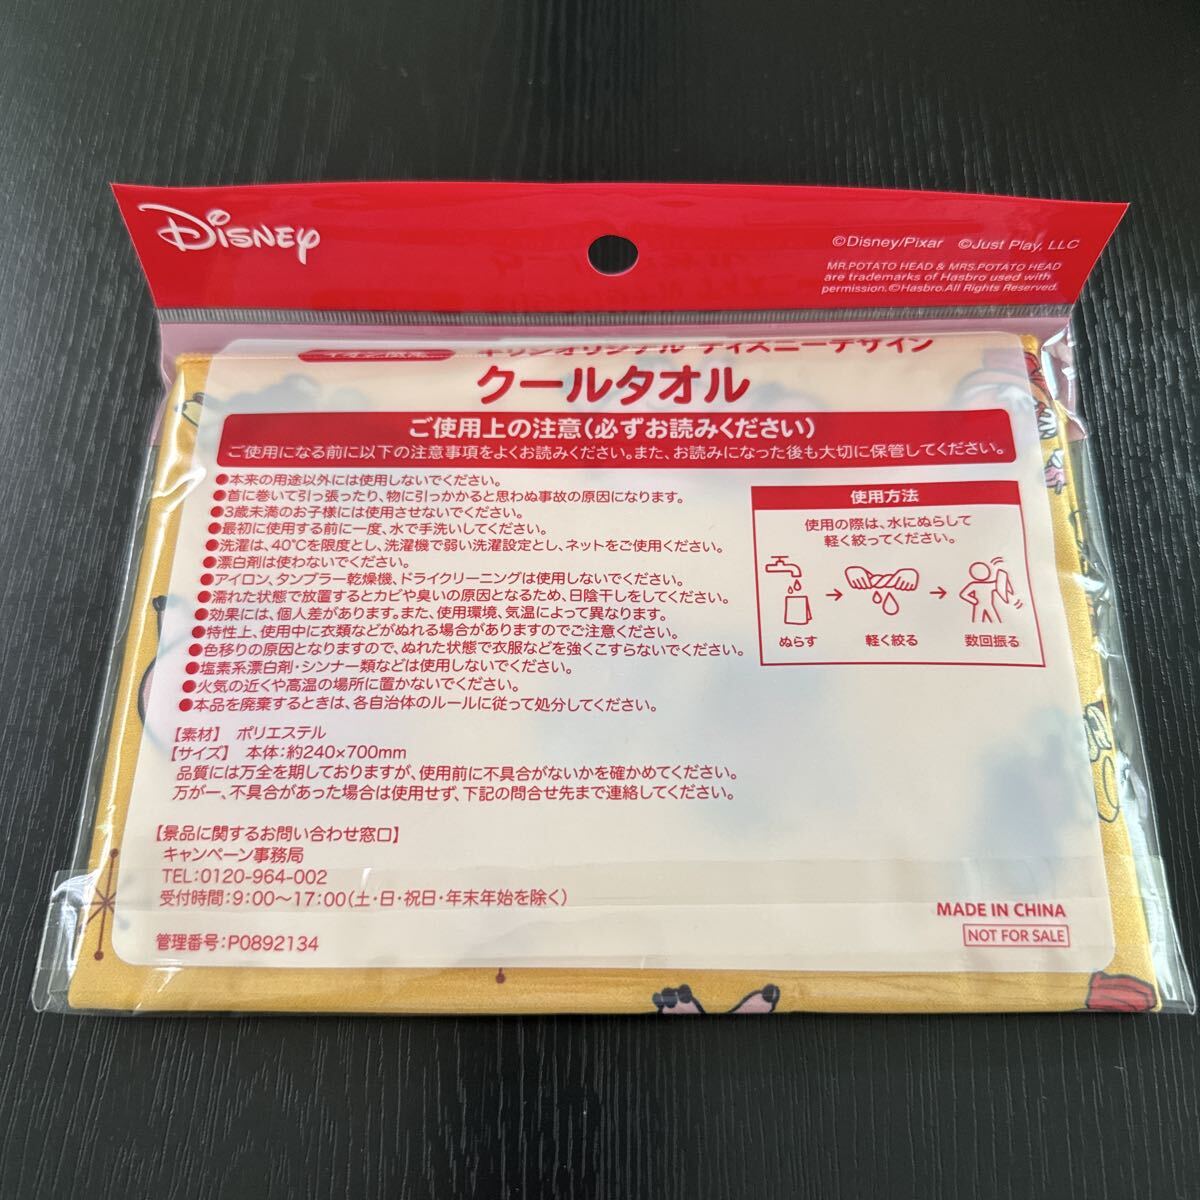 Disney
©Disney/Pixar ©Just Play, LLC
MR.POTATO HEAD & MRS.POTATO HEAD
are trademarks of Hasbro used with
permission.©Hasbro.All Rights Reserved.
イオン限定
キリンオリジナル ディズニーデザイン
クールタオル
ご使用上の注意(必ずお読みください)
ご使用になる前に以下の注意事項をよくお読みください。また、お読みになった後も大切に保管してください。
●本来の用途以外には使用しないでください。
●首に巻いて引っ張ったり、物に引っかかると思わぬ事故の原因になります。
●3歳未満のお子様には使用させないでください。
●最初に使用する前に一度、水で手洗いしてください。
●洗濯は、40℃を限度とし、洗濯機で弱い洗濯設定とし、ネットをご使用ください。
●漂白剤は使わないでください。
●アイロン、タンブラー乾燥機、ドライクリーニングは使用しないでください。
●濡れた状態で放置するとカビや臭いの原因となるため、日陰干しをしてください。
●効果には、個人差があります。また、使用環境、気温によって異なります。
●特性上、使用中に衣類などがぬれる場合がありますのでご注意ください。
●色移りの原因となりますので、ぬれた状態で衣服などを強くこすらないでください。
●塩素系漂白剤・シンナー類などは使用しないでください。
●火気の近くや高温の場所に置かないでください。
●本品を廃棄するときは、各自治体のルールに従って処分してください。
使用方法
使用の際は、水にぬらして
軽く絞ってください。
ぬらす → 軽く絞る → 数回振る
【素材】 ポリエステル
【サイズ】 本体:約240×700mm
品質には万全を期しておりますが、使用前に不具合がないかを確かめてください。
万が一、不具合があった場合は使用せず、下記の問合せ先まで連絡してください。
【景品に関するお問い合わせ窓口】
キャンペーン事務局
TEL:0120-964-002
受付時間:9:00〜17:00(土・日・祝日・年末年始を除く)
管理番号:P0892134
MADE IN CHINA
NOT FOR SALE